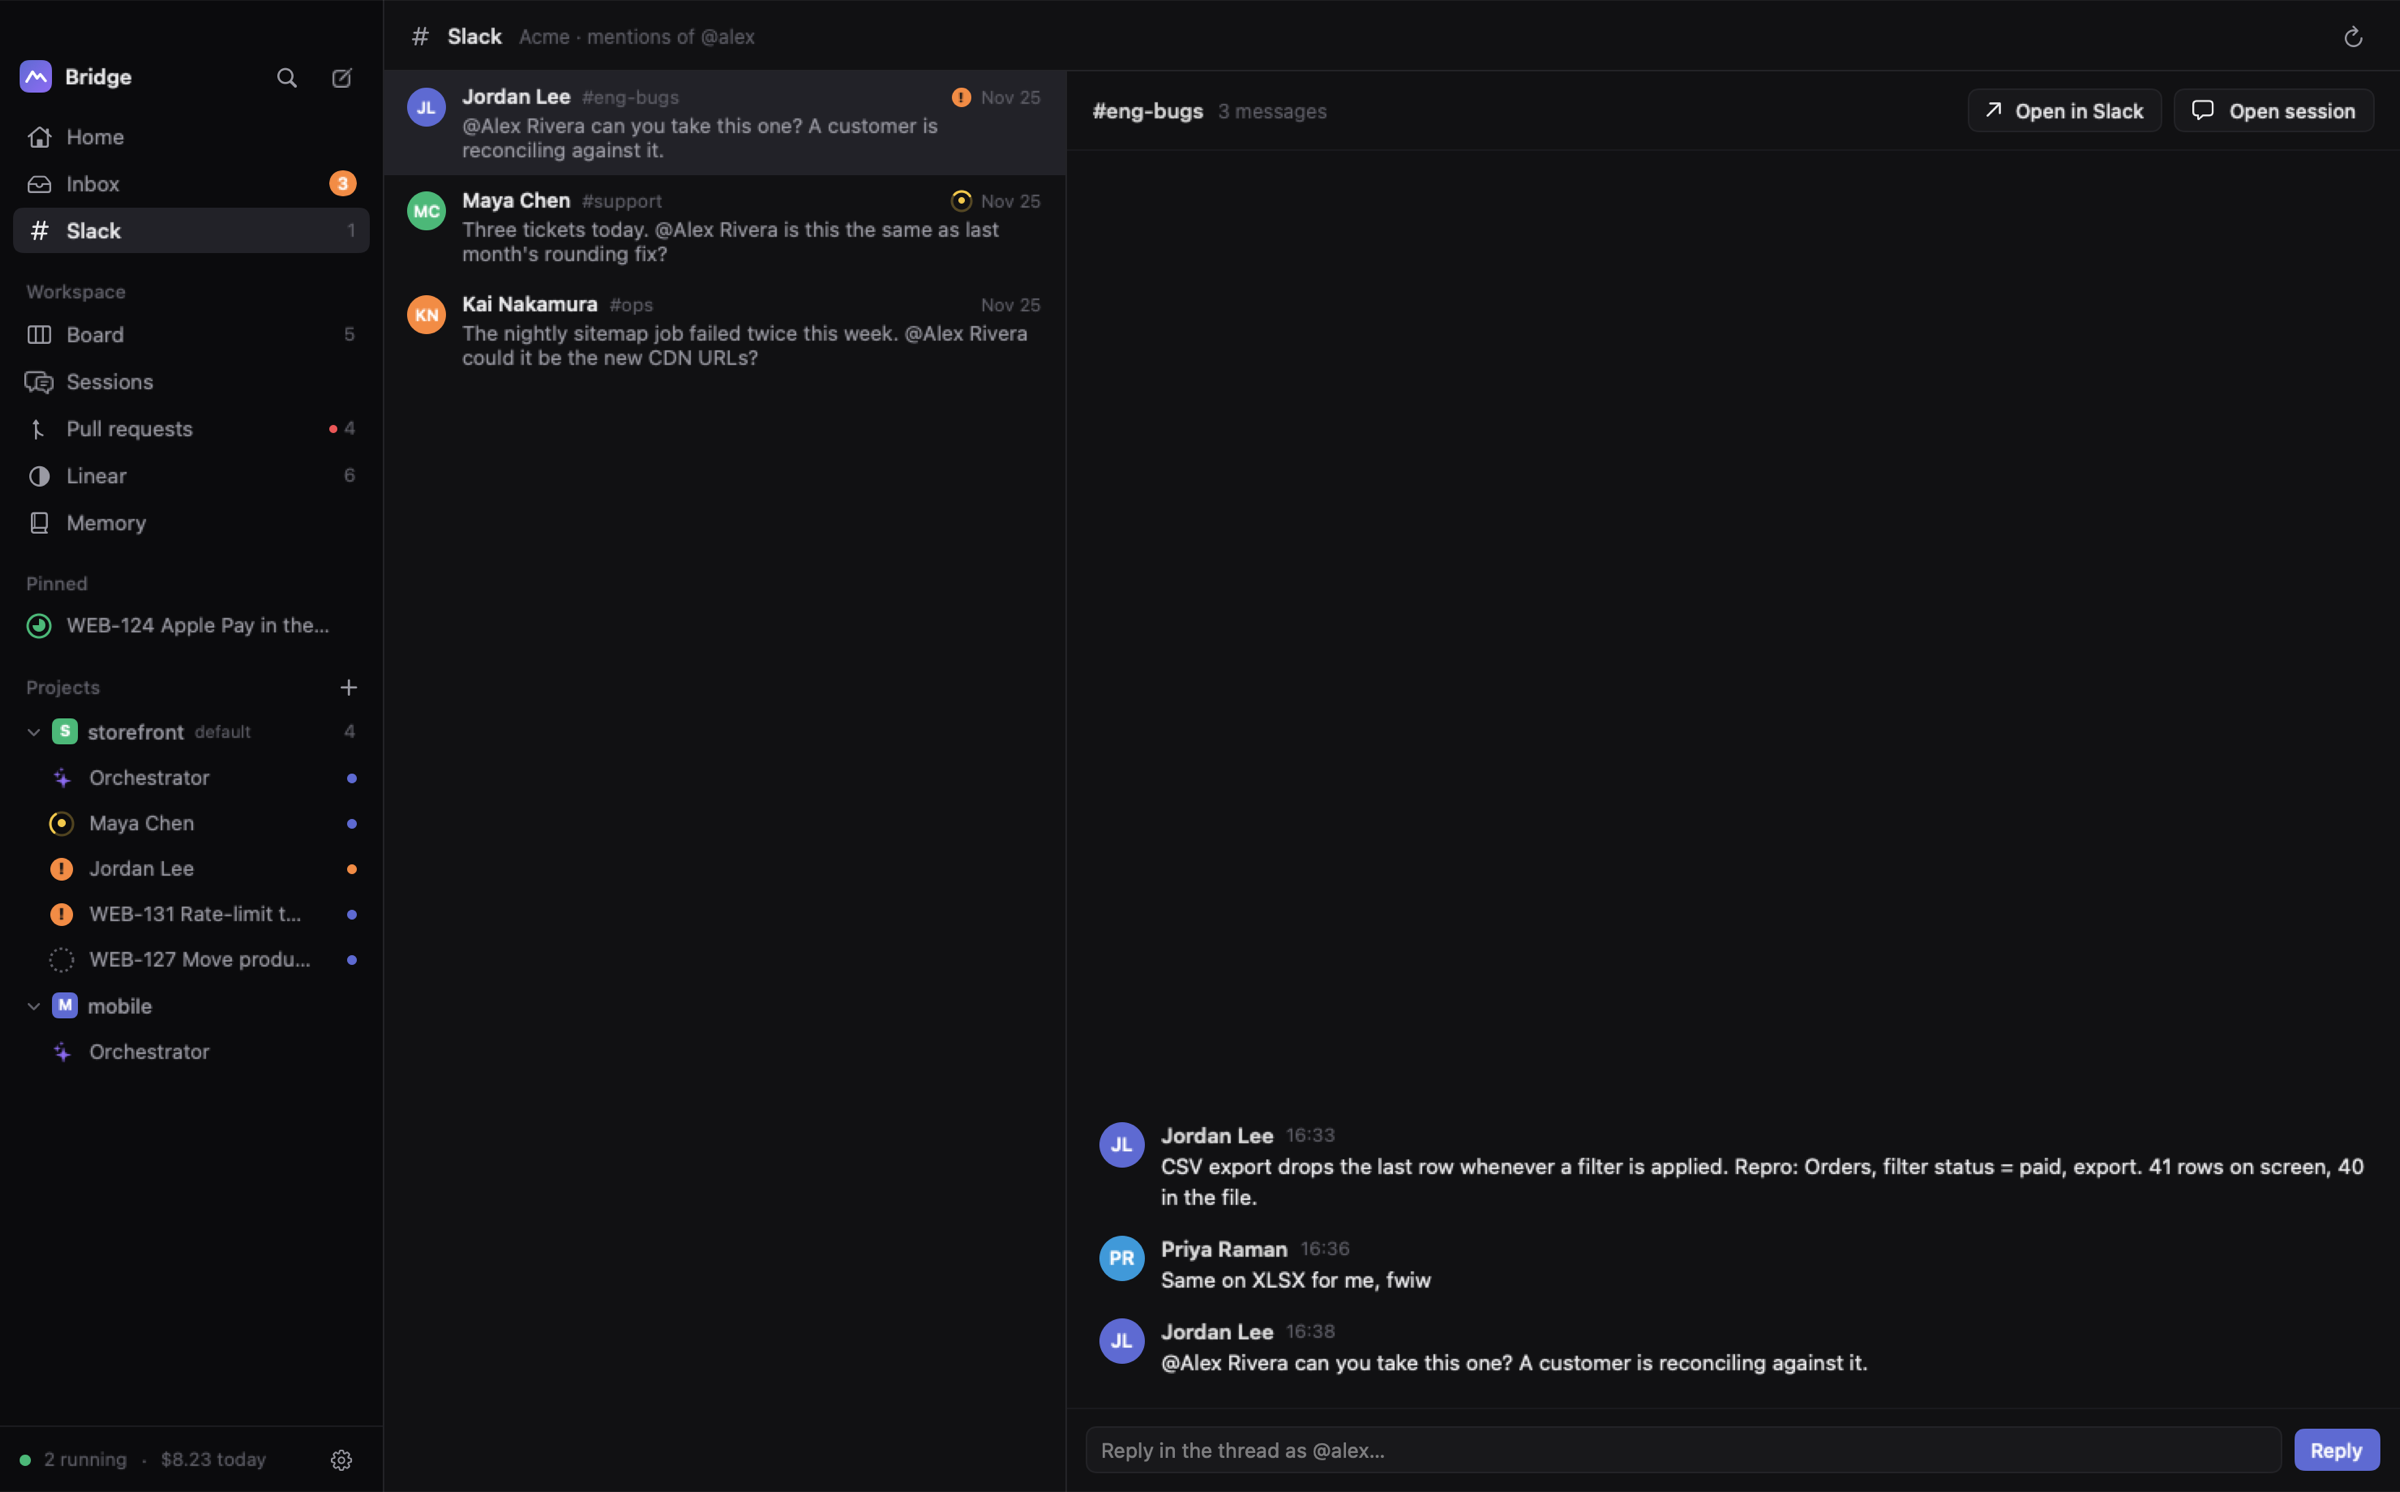 Bridge
Home
Inbox 3
# Slack 1
Workspace
Board 5
Sessions
Pull requests 4
Linear 6
Memory
Pinned
WEB-124 Apple Pay in the...
Projects
S storefront default 4
Orchestrator
Maya Chen
! Jordan Lee
! WEB-131 Rate-limit t...
WEB-127 Move produ...
M mobile
Orchestrator
2 running · $8.23 today
# Slack Acme · mentions of @alex
JL Jordan Lee #eng-bugs ! Nov 25
@Alex Rivera can you take this one? A customer is
reconciling against it.
MC Maya Chen #support Nov 25
Three tickets today. @Alex Rivera is this the same as last
month's rounding fix?
KN Kai Nakamura #ops Nov 25
The nightly sitemap job failed twice this week. @Alex Rivera
could it be the new CDN URLs?
#eng-bugs 3 messages Open in Slack Open session
JL Jordan Lee 16:33
CSV export drops the last row whenever a filter is applied. Repro: Orders, filter status = paid, export. 41 rows on screen, 40
in the file.
PR Priya Raman 16:36
Same on XLSX for me, fwiw
JL Jordan Lee 16:38
@Alex Rivera can you take this one? A customer is reconciling against it.
Reply in the thread as @alex... Reply